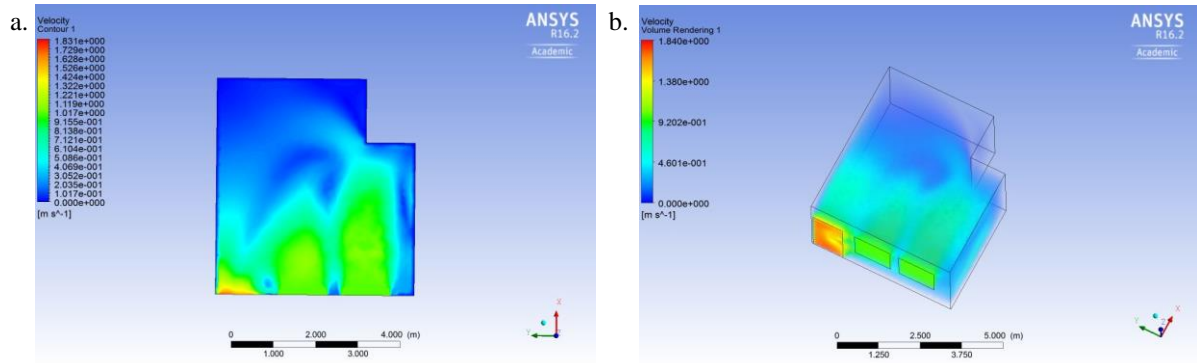 a.
Velocity
Contour 1
1.831e+000
1.729e+000
1.628e+000
1.526e+000
1.424e+000
1.322e+000
1.221e+000
1.119e+000
1.017e+000
9.155e-001
8.138e-001
7.121e-001
6.104e-001
5.086e-001
4.069e-001
3.052e-001
2.035e-001
1.017e-001
0.000e+000
[m s^-1]
ANSYS
R16.2
Academic
0 2.000 4.000 (m)
1.000 3.000
X
Y
Z
b.
Velocity
Volume Rendering 1
1.840e+000
1.380e+000
9.202e-001
4.601e-001
0.000e+000
[m s^-1]
ANSYS
R16.2
Academic
0 2.500 5.000 (m)
1.250 3.750
X
Y
Z